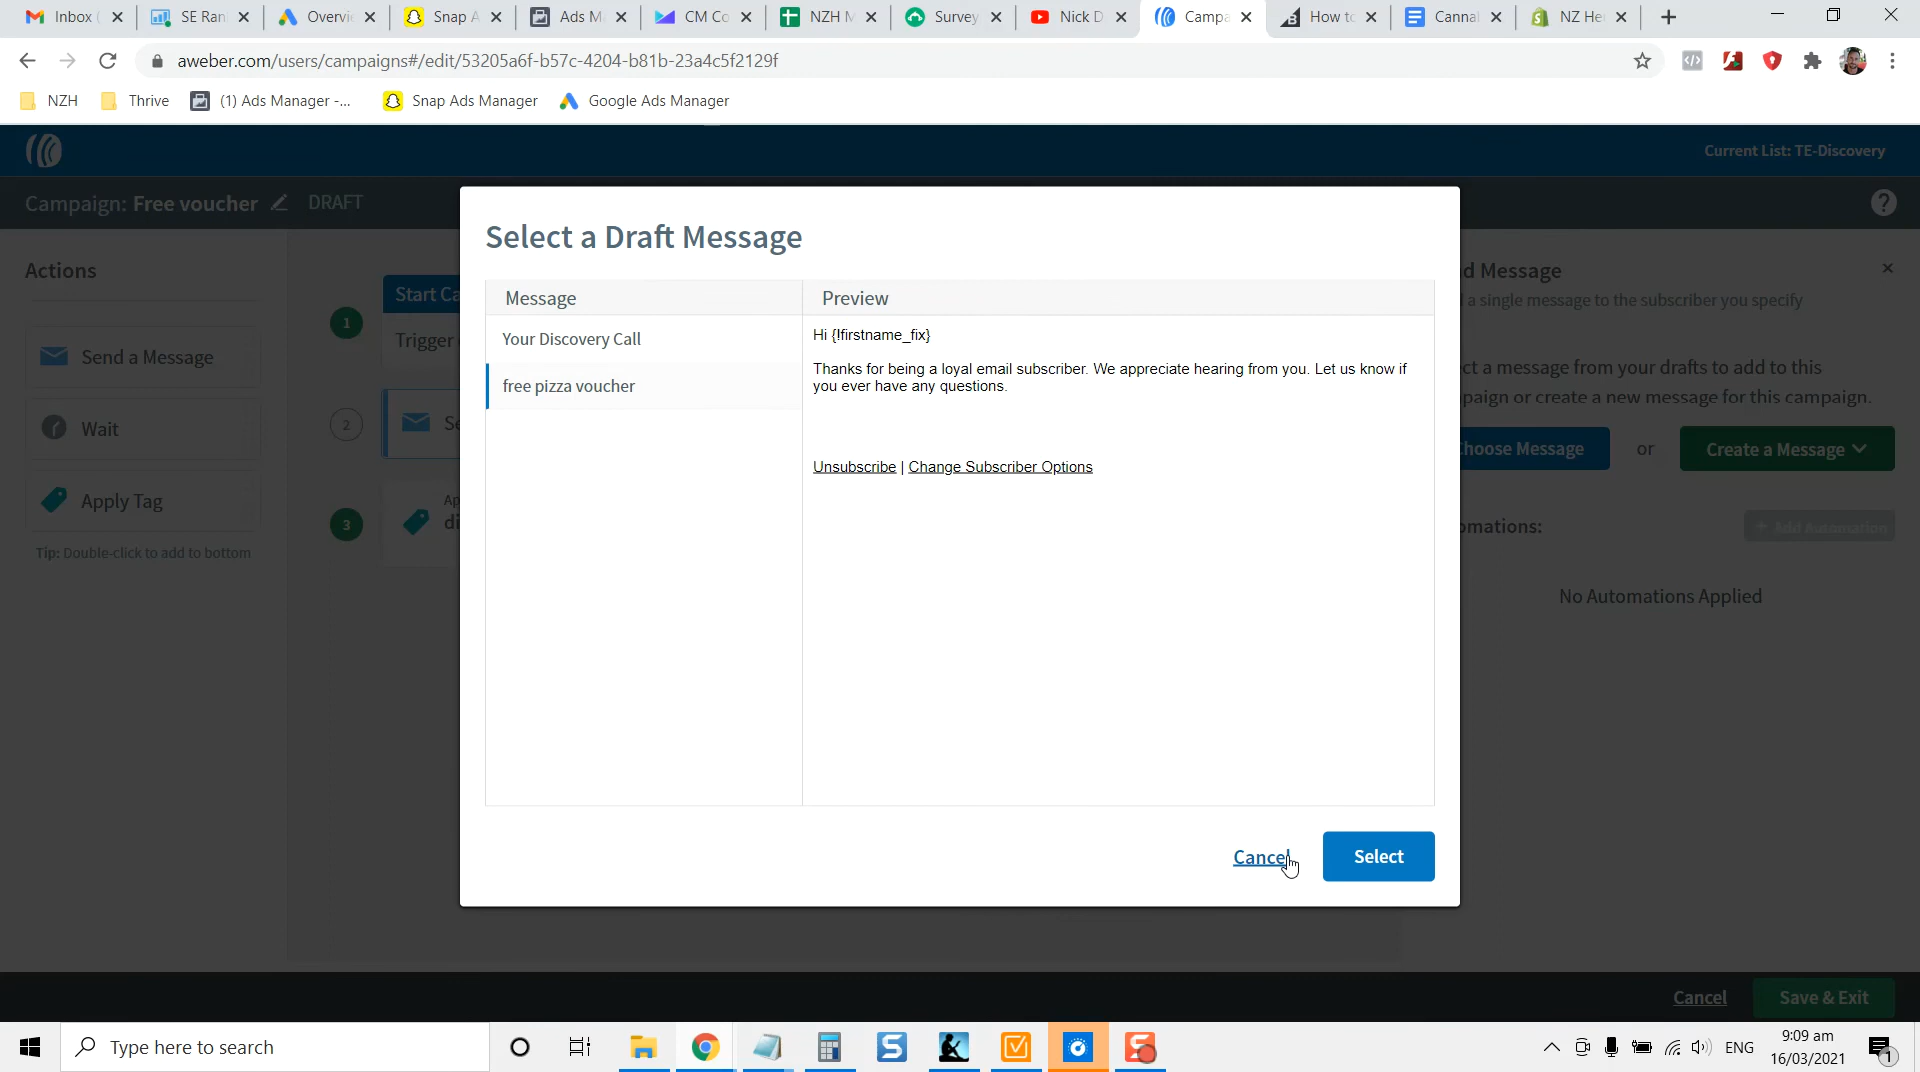 Inbox (
SE Ran
Overvie
Snap A
Ads M
CM Co
NZH M
Survey
Nick D
Campa
How to
Cannal
NZ He
aweber.com/users/campaigns#/edit/53205a6f-b57c-4204-b81b-23a4c5f2129f
NZH
Thrive
(1) Ads Manager -...
Snap Ads Manager
Google Ads Manager
Current List: TE-Discovery
Campaign: Free voucher
DRAFT
?
Actions
Send a Message
Wait
Apply Tag
Tip: Double-click to add to bottom
1
Start Ca
Trigger
2
Se
3
Ap
di
Select a Draft Message
Message
Preview
Your Discovery Call
free pizza voucher
Hi {!firstname_fix}
Thanks for being a loyal email subscriber. We appreciate hearing from you. Let us know if
you ever have any questions.
Unsubscribe | Change Subscriber Options
Cancel
Select
d Message
d a single message to the subscriber you specify
ct a message from your drafts to add to this
paign or create a new message for this campaign.
hoose Message
or
Create a Message
omations:
+ Add Automation
No Automations Applied
Cancel
Save & Exit
Type here to search
ENG
9:09 am
16/03/2021
1